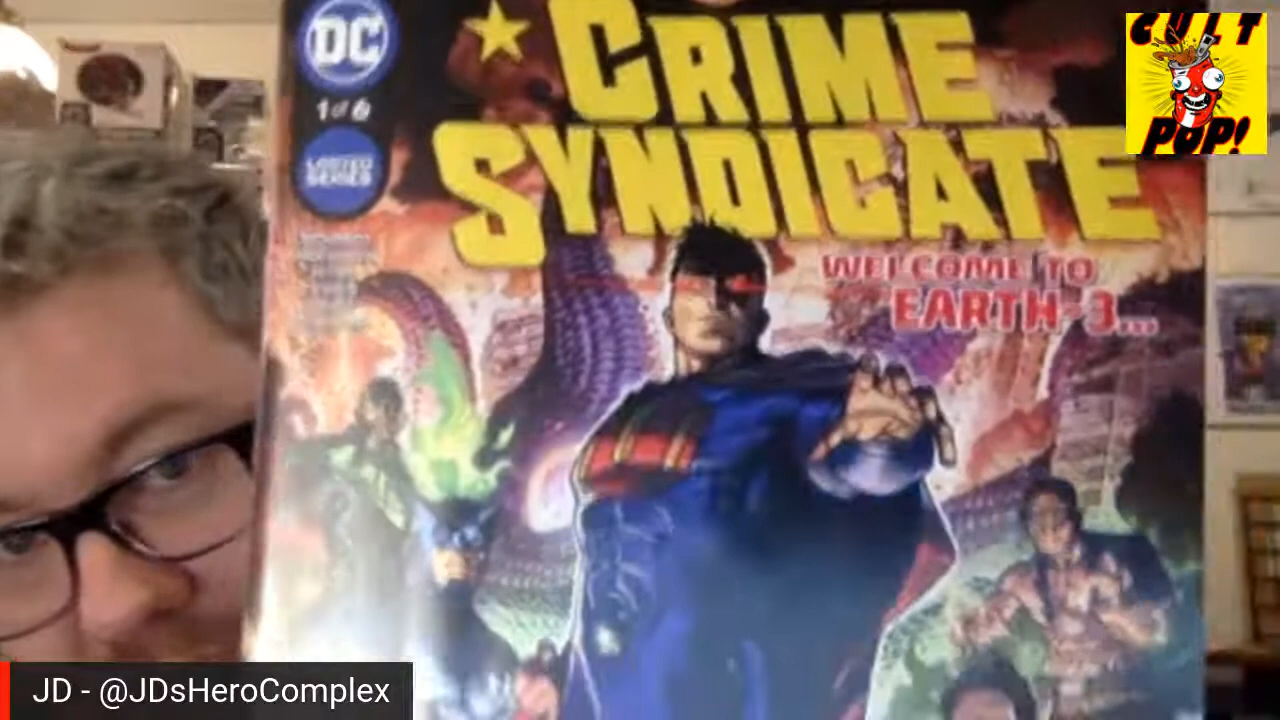 DC
CRIME
SYNDICATE
1 of 6
LIMITED
SERIES
WELCOME TO
EARTH-3...
CULT
POP!
JD - @JDsHeroComplex